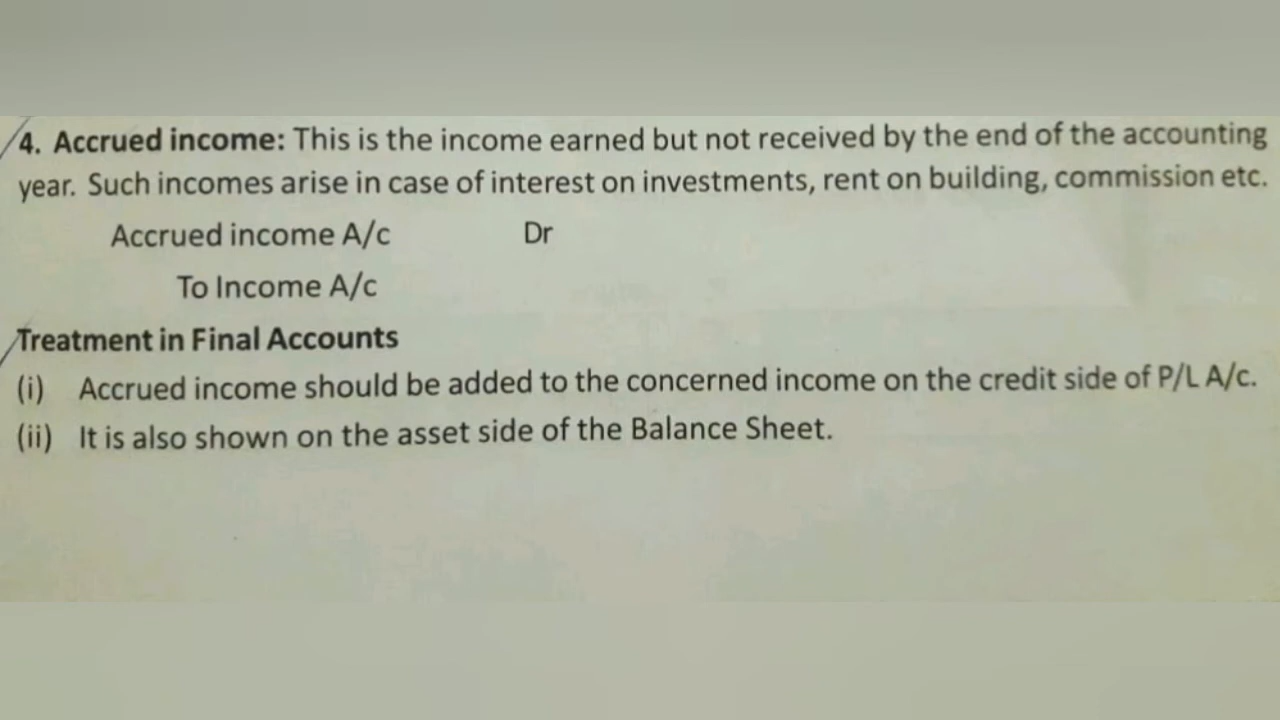 4. Accrued income: This is the income earned but not received by the end of the accounting
year. Such incomes arise in case of interest on investments, rent on building, commission etc.
Accrued income A/c Dr
To Income A/c
Treatment in Final Accounts
(i) Accrued income should be added to the concerned income on the credit side of P/L A/c.
(ii) It is also shown on the asset side of the Balance Sheet.